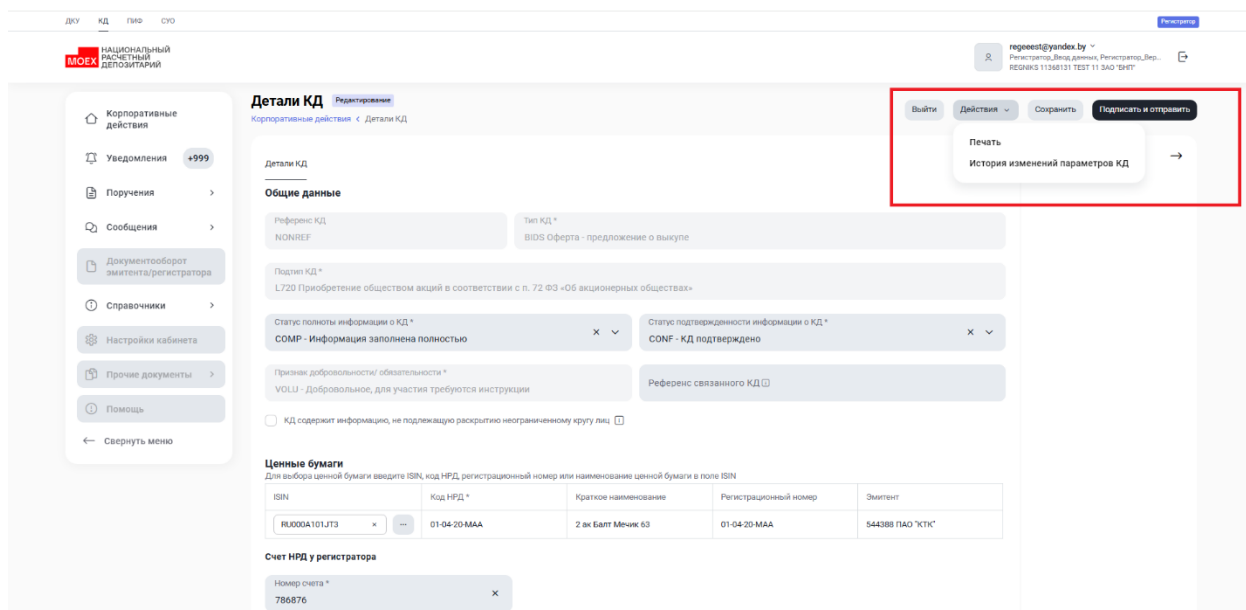 ДКУ КД ПИФ СУО
Регистратор
MOEX НАЦИОНАЛЬНЫЙ
РАСЧЕТНЫЙ
ДЕПОЗИТАРИЙ
regeeest@yandex.by
Регистратор_Ввод данных, Регистратор_Вер...
REGNIKS 11368131 TEST 11 ЗАО "БНП"
Корпоративные
действия
Уведомления +999
Поручения
Сообщения
Документооборот
эмитента/регистратора
Справочники
Настройки кабинета
Прочие документы
Помощь
Свернуть меню
Детали КД Редактирование
Корпоративные действия Детали КД
Выйти Действия Сохранить Подписать и отправить
Печать
История изменений параметров КД
Детали КД
Общие данные
Референс КД
NONREF
Тип КД *
BIDS Оферта - предложение о выкупе
Подтип КД *
L720 Приобретение обществом акций в соответствии с п. 72 ФЗ «Об акционерных обществах»
Статус полноты информации о КД *
COMP - Информация заполнена полностью
Статус подтвержденности информации о КД *
CONF - КД подтверждено
Признак добровольности/ обязательности *
VOLU - Добровольное, для участия требуются инструкции
Референс связанного КД
КД содержит информацию, не подлежащую раскрытию неограниченному кругу лиц
Ценные бумаги
Для выбора ценной бумаги введите ISIN, код НРД, регистрационный номер или наименование ценной бумаги в поле ISIN
ISIN Код НРД * Краткое наименование Регистрационный номер Эмитент
RU000A101JT3 01-04-20-МАА 2 ак Балт Мечик 63 01-04-20-МАА 544388 ПАО "КТК"
Счет НРД у регистратора
Номер счета *
786876